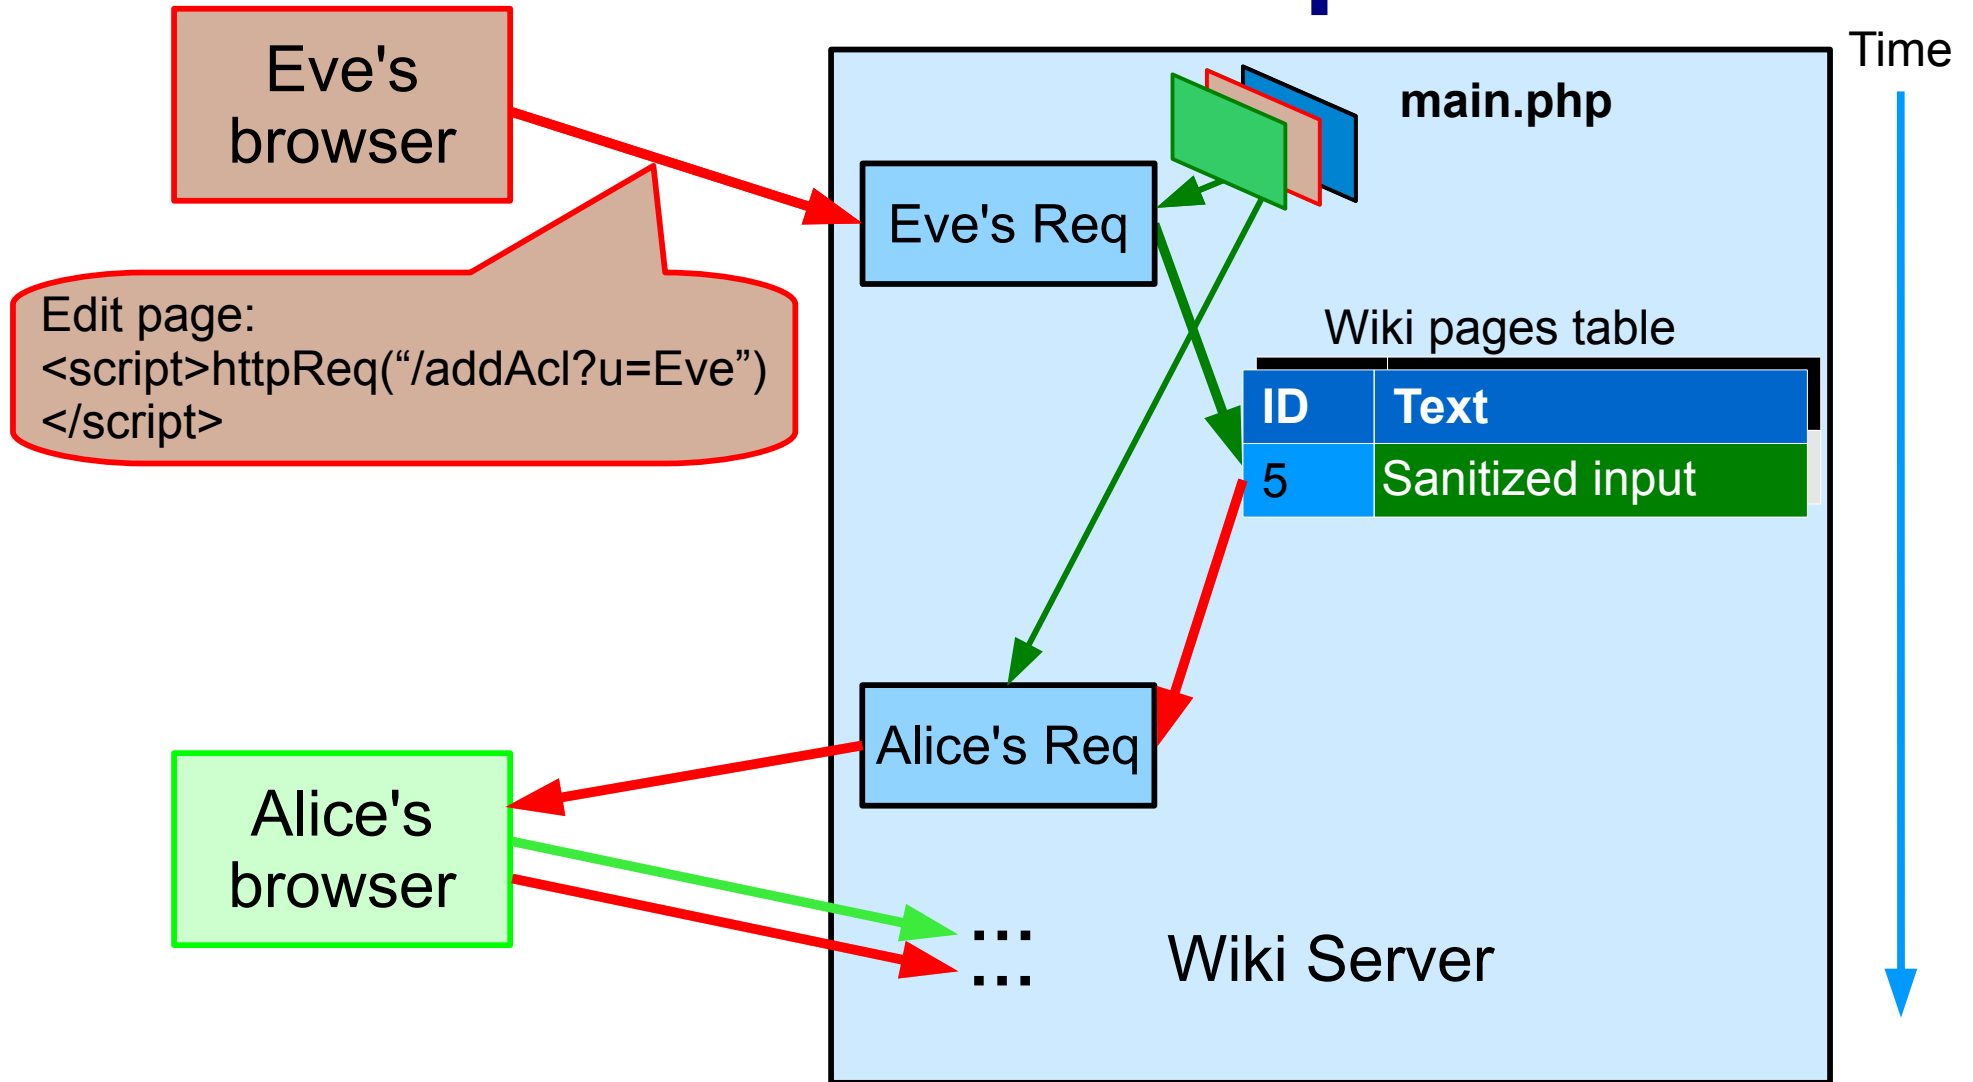 Time
Eve's
browser
main.php
Eve's Req
Edit page:
<script>httpReq(“/addAcl?u=Eve”)
</script>
Wiki pages table
ID Text
5 Sanitized input
Alice's Req
Alice's
browser
...
...
Wiki Server